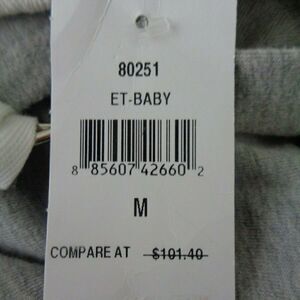 80251
ET-BABY
8 85607 42660 2
M
COMPARE AT $101.40